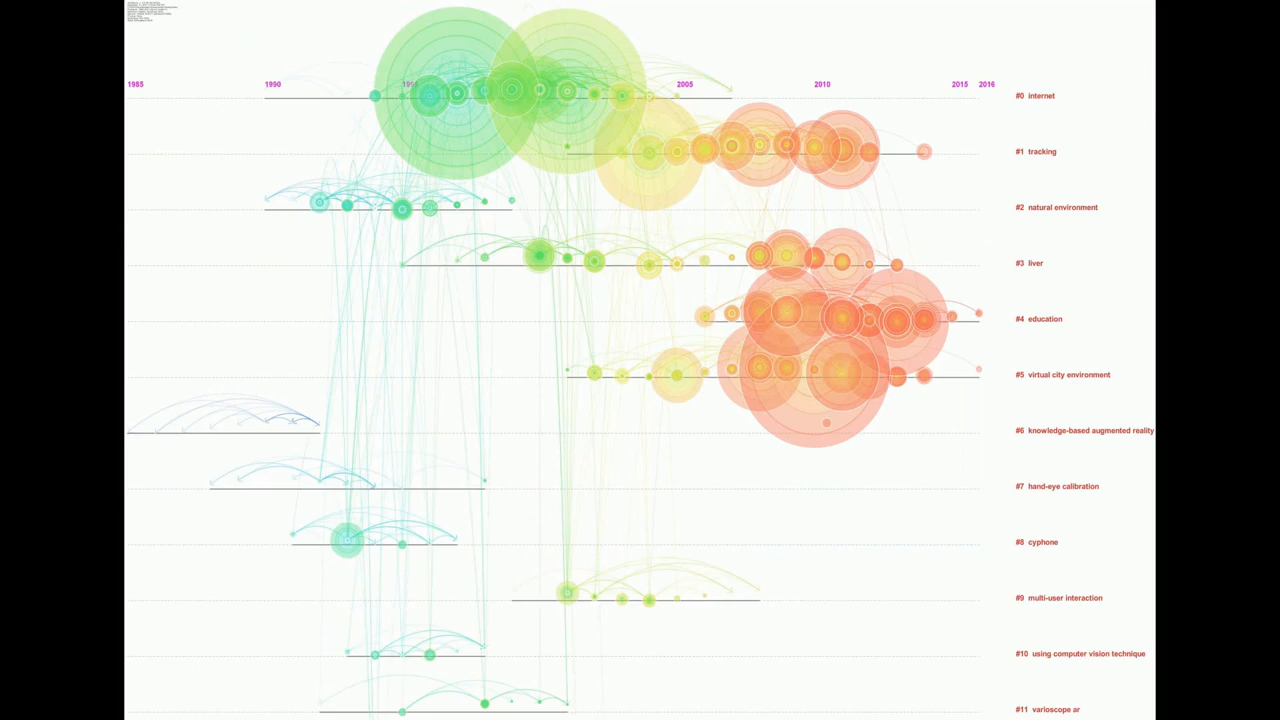 1985 1990 2005 2010 2015 2016
#0 internet
#1 tracking
#2 natural environment
#3 liver
#4 education
#5 virtual city environment
#6 knowledge-based augmented reality
#7 hand-eye calibration
#8 cyphone
#9 multi-user interaction
#10 using computer vision technique
#11 varioscope ar